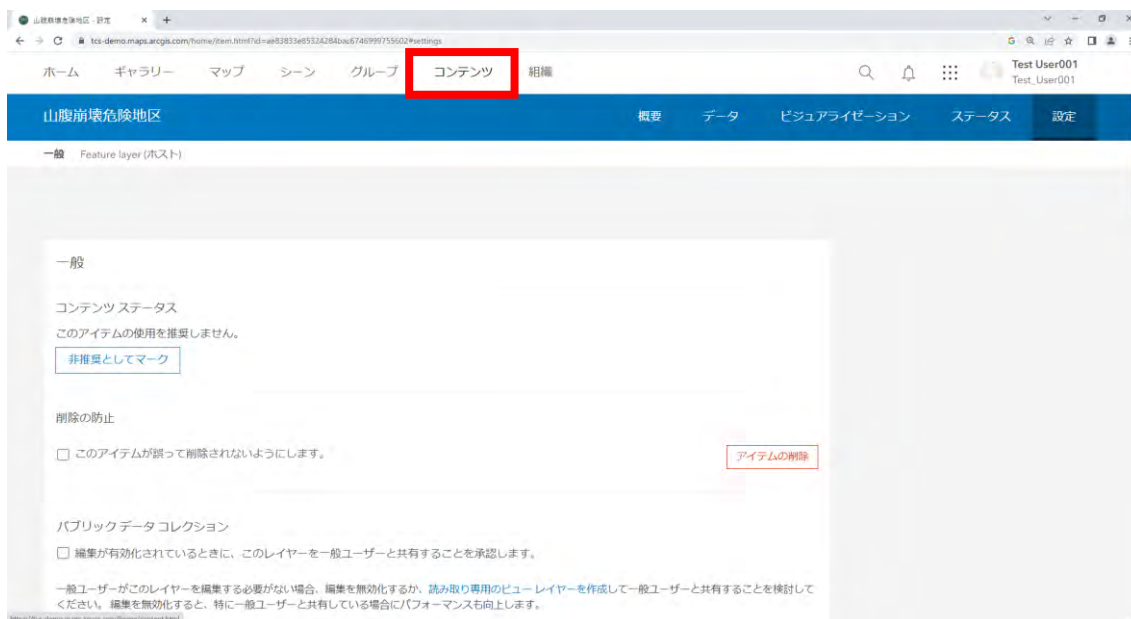 山腹崩壊危険地区 - 設定
tcs-demo.maps.arcgis.com/home/item.html?id=ae83833e85324284bac6746999755602#settings
ホーム ギャラリー マップ シーン グループ コンテンツ 組織
Test User001
Test_User001
山腹崩壊危険地区 概要 データ ビジュアライゼーション ステータス 設定
一般 Feature layer (ホスト)
一般
コンテンツ ステータス
このアイテムの使用を推奨しません。
非推奨としてマーク
削除の防止
このアイテムが誤って削除されないようにします。
アイテムの削除
パブリック データ コレクション
編集が有効化されているときに、このレイヤーを一般ユーザーと共有することを承認します。
一般ユーザーがこのレイヤーを編集する必要がない場合、編集を無効化するか、読み取り専用のビュー レイヤーを作成して一般ユーザーと共有することを検討して
ください。 編集を無効化すると、特に一般ユーザーと共有している場合にパフォーマンスも向上します。